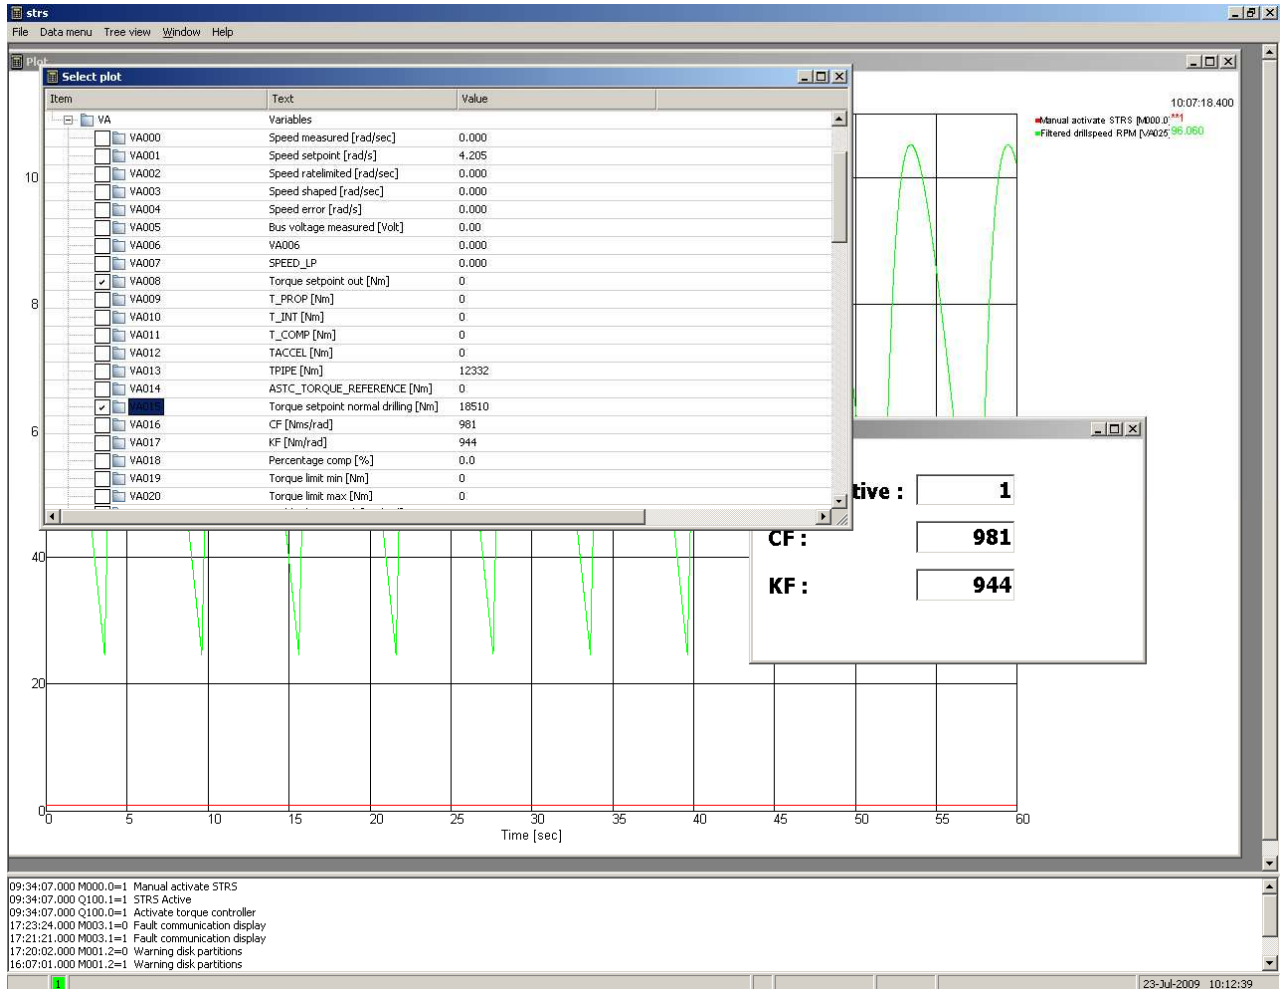 strs
File Data menu Tree view Window Help
Plot
Select plot
Item Text Value
VA Variables
VA000 Speed measured [rad/sec] 0.000
VA001 Speed setpoint [rad/s] 4.205
VA002 Speed ratelimited [rad/sec] 0.000
VA003 Speed shaped [rad/sec] 0.000
VA004 Speed error [rad/s] 0.000
VA005 Bus voltage measured [Volt] 0.00
VA006 VA006 0.000
VA007 SPEED_LP 0.000
VA008 Torque setpoint out [Nm] 0
VA009 T_PROP [Nm] 0
VA010 T_INT [Nm] 0
VA011 T_COMP [Nm] 0
VA012 TACCEL [Nm] 0
VA013 TPIPE [Nm] 12332
VA014 ASTC_TORQUE_REFERENCE [Nm] 0
VA015 Torque setpoint normal drilling [Nm] 18510
VA016 CF [Nms/rad] 981
VA017 KF [Nm/rad] 944
VA018 Percentage comp [%] 0.0
VA019 Torque limit min [Nm] 0
VA020 Torque limit max [Nm] 0
10:07:18.400
Manual activate STRS [M000.0] **1
Filtered drillspeed RPM [VA025] 96.060
10
8
6
40
20
0
0 5 10 15 20 25 30 35 40 45 50 55 60
Time [sec]
tive : 1
CF : 981
KF : 944
09:34:07.000 M000.0=1 Manual activate STRS
09:34:07.000 Q100.1=1 STRS Active
09:34:07.000 Q100.0=1 Activate torque controller
17:23:24.000 M003.1=0 Fault communication display
17:21:21.000 M003.1=1 Fault communication display
17:20:02.000 M001.2=0 Warning disk partitions
16:07:01.000 M001.2=1 Warning disk partitions
1
23-Jul-2009 10:12:39